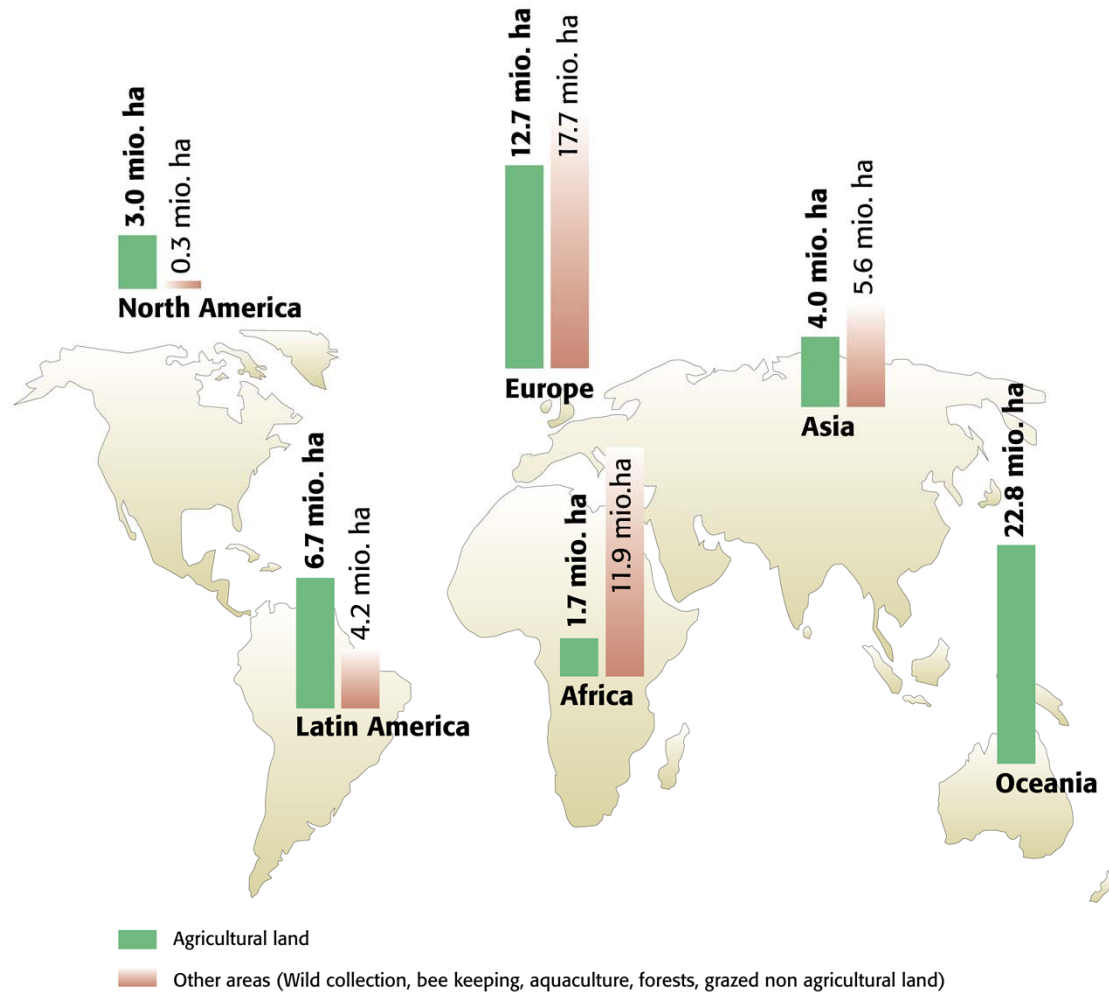 3.0 mio. ha
0.3 mio. ha
North America
12.7 mio. ha
17.7 mio. ha
Europe
4.0 mio. ha
5.6 mio. ha
Asia
6.7 mio. ha
4.2 mio. ha
Latin America
1.7 mio. ha
11.9 mio.ha
Africa
22.8 mio. ha
Oceania
Agricultural land
Other areas (Wild collection, bee keeping, aquaculture, forests, grazed non agricultural land)